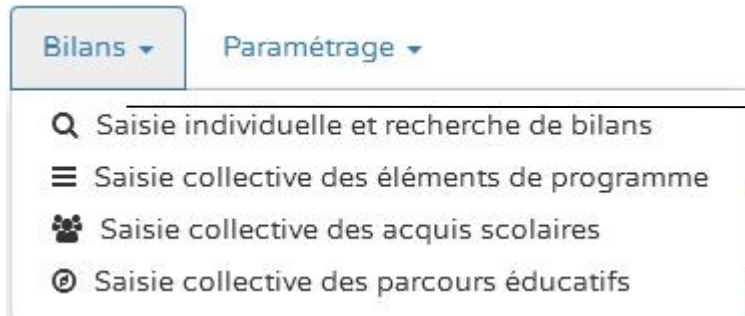 Bilans Paramétrage
Saisie individuelle et recherche de bilans
Saisie collective des éléments de programme
Saisie collective des acquis scolaires
Saisie collective des parcours éducatifs